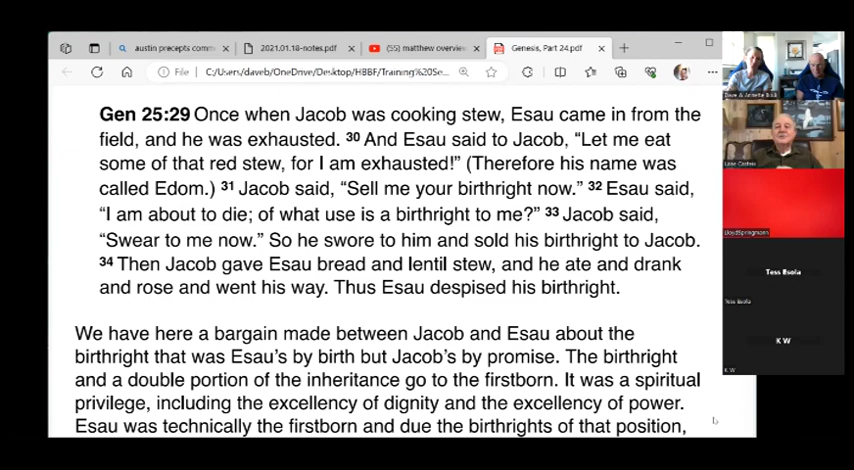 austin precepts comm
2021.01.18-notes.pdf
(55) matthew overview
Genesis, Part 24.pdf
File
C:/Users/daveb/OneDrive/Desktop/HBBF/Training%20Se...
Gen 25:29 Once when Jacob was cooking stew, Esau came in from the
field, and he was exhausted. 30 And Esau said to Jacob, “Let me eat
some of that red stew, for I am exhausted!” (Therefore his name was
called Edom.) 31 Jacob said, “Sell me your birthright now.” 32 Esau said,
“I am about to die; of what use is a birthright to me?” 33 Jacob said,
“Swear to me now.” So he swore to him and sold his birthright to Jacob.
34 Then Jacob gave Esau bread and lentil stew, and he ate and drank
and rose and went his way. Thus Esau despised his birthright.
We have here a bargain made between Jacob and Esau about the
birthright that was Esau’s by birth but Jacob’s by promise. The birthright
and a double portion of the inheritance go to the firstborn. It was a spiritual
privilege, including the excellency of dignity and the excellency of power.
Esau was technically the firstborn and due the birthrights of that position,
Dave & Annette
LloydSpringmann
Tess Esola
Tess Esola
K W
K W